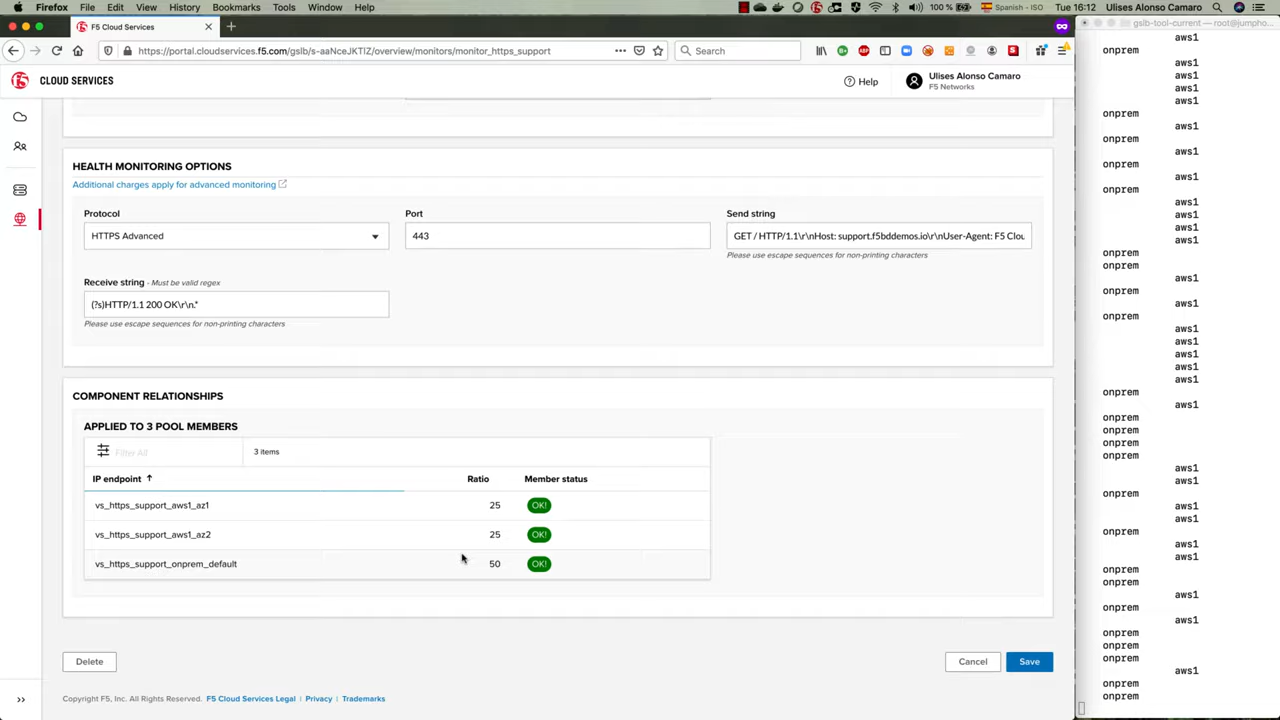 Firefox File Edit View History Bookmarks Tools Window Help
100 % Spanish - ISO Tue 16:12 Ulises Alonso Camaro
F5 Cloud Services
https://portal.cloudservices.f5.com/gslb/s-aaNceJKTlZ/overview/monitors/monitor_https_support
Search
gslb-tool-current — root@jumpho...
CLOUD SERVICES
Help
Ulises Alonso Camaro
F5 Networks
HEALTH MONITORING OPTIONS
Additional charges apply for advanced monitoring
Protocol
Port
Send string
HTTPS Advanced
443
GET / HTTP/1.1\r\nHost: support.f5bddemos.io\r\nUser-Agent: F5 Clou
Please use escape sequences for non-printing characters
Receive string - Must be valid regex
(?s)HTTP/1.1 200 OK\r\n.*
Please use escape sequences for non-printing characters
COMPONENT RELATIONSHIPS
APPLIED TO 3 POOL MEMBERS
Filter All
3 items
IP endpoint Ratio Member status
vs_https_support_aws1_az1 25 OK!
vs_https_support_aws1_az2 25 OK!
vs_https_support_onprem_default 50 OK!
Delete
Cancel
Save
Copyright F5, Inc. All Rights Reserved. F5 Cloud Services Legal | Privacy | Trademarks
aws1
onprem
aws1
aws1
aws1
aws1
onprem
aws1
onprem
aws1
onprem
aws1
onprem
aws1
aws1
aws1
aws1
onprem
onprem
aws1
onprem
aws1
onprem
aws1
aws1
aws1
aws1
aws1
onprem
aws1
onprem
onprem
onprem
onprem
aws1
aws1
onprem
aws1
aws1
onprem
aws1
aws1
onprem
onprem
aws1
onprem
aws1
onprem
onprem
onprem
aws1
onprem
onprem